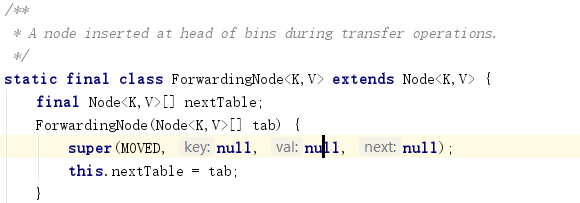 /**
 * A node inserted at head of bins during transfer operations.
 */
static final class ForwardingNode<K,V> extends Node<K,V> {
    final Node<K,V>[] nextTable;
    ForwardingNode(Node<K,V>[] tab) {
        super(MOVED, key: null, val: null, next: null);
        this.nextTable = tab;
    }